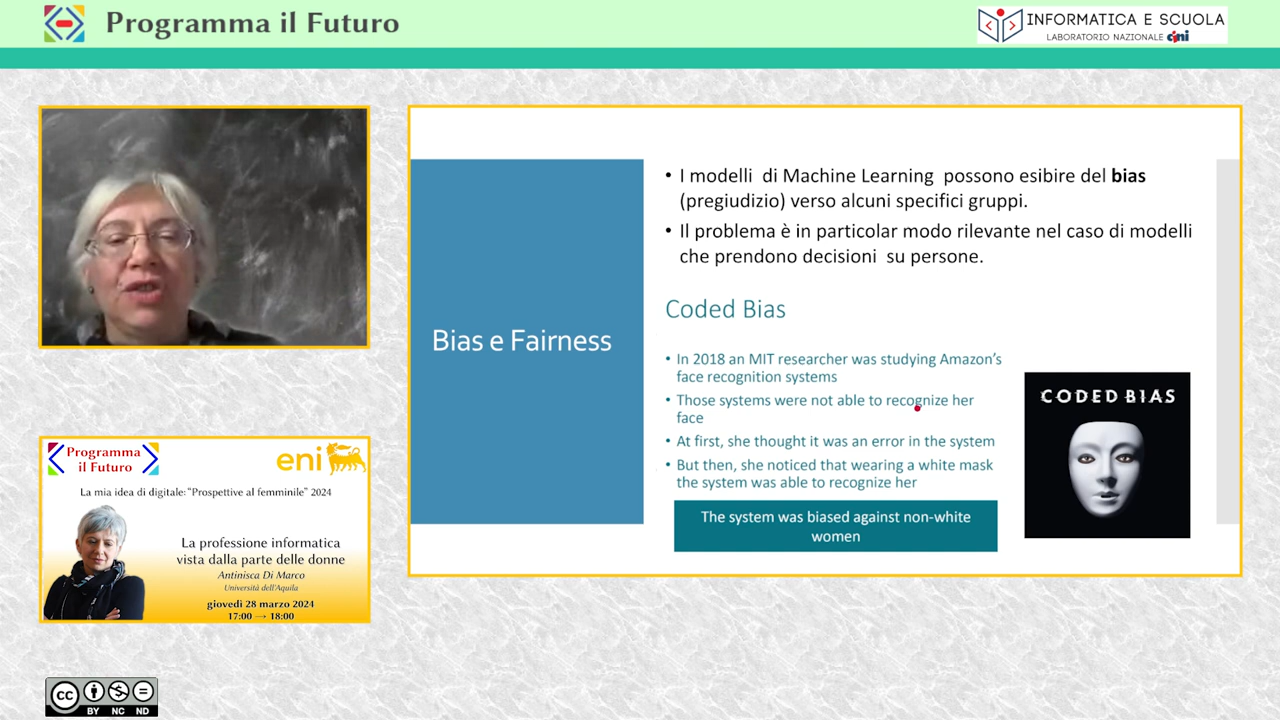 Programma il Futuro
INFORMATICA E SCUOLA
LABORATORIO NAZIONALE cini
Bias e Fairness
• I modelli di Machine Learning possono esibire del bias
(pregiudizio) verso alcuni specifici gruppi.
• Il problema è in particolar modo rilevante nel caso di modelli
che prendono decisioni su persone.
Coded Bias
• In 2018 an MIT researcher was studying Amazon's
face recognition systems
• Those systems were not able to recognize her
face
• At first, she thought it was an error in the system
• But then, she noticed that wearing a white mask
the system was able to recognize her
The system was biased against non-white
women
CODED BIAS
Programma
il Futuro
eni
La mia idea di digitale: "Prospettive al femminile" 2024
La professione informatica
vista dalla parte delle donne
Antinisca Di Marco
Università dell'Aquila
giovedì 28 marzo 2024
17:00 → 18:00
CC
BY NC ND